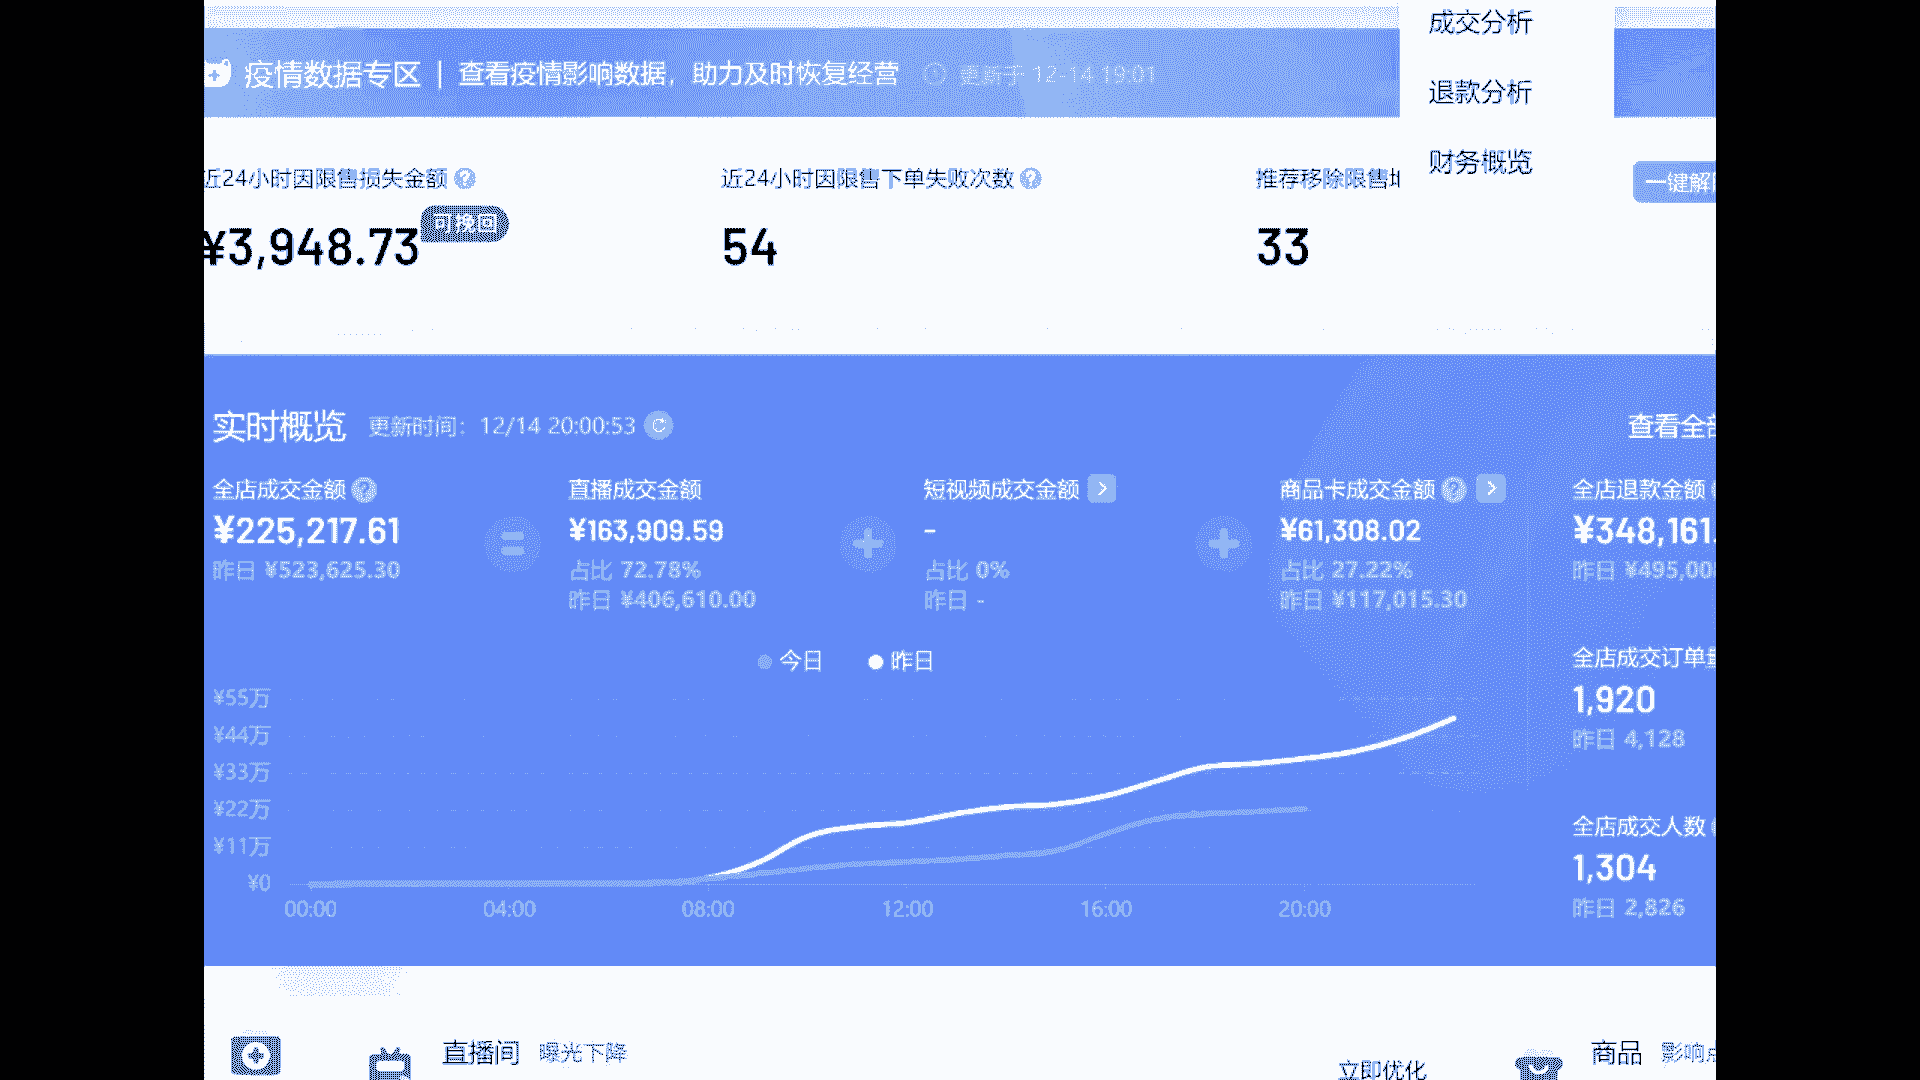 成交分析
疫情数据专区 | 查看疫情影响数据，助力及时恢复经营 更新于 12-14 19:01
退款分析
财务概览
近24小时因限售损失金额
近24小时因限售下单失败次数
推荐移除限售
一键解
¥3,948.73 可挽回
54
33
实时概览 更新时间：12/14 20:00:53
查看全部
全店成交金额
¥225,217.61
昨日 ¥523,625.30
直播成交金额
¥163,909.59
占比 72.78%
昨日 ¥406,610.00
短视频成交金额
-
占比 0%
昨日 -
商品卡成交金额
¥61,308.02
占比 27.22%
昨日 ¥117,015.30
全店退款金额
¥348,161.
昨日 ¥495,00
今日 昨日
¥55万
¥44万
¥33万
¥22万
¥11万
¥0
00:00 04:00 08:00 12:00 16:00 20:00
全店成交订单量
1,920
昨日 4,128
全店成交人数
1,304
昨日 2,826
直播间 曝光下降
立即优化
商品 影响